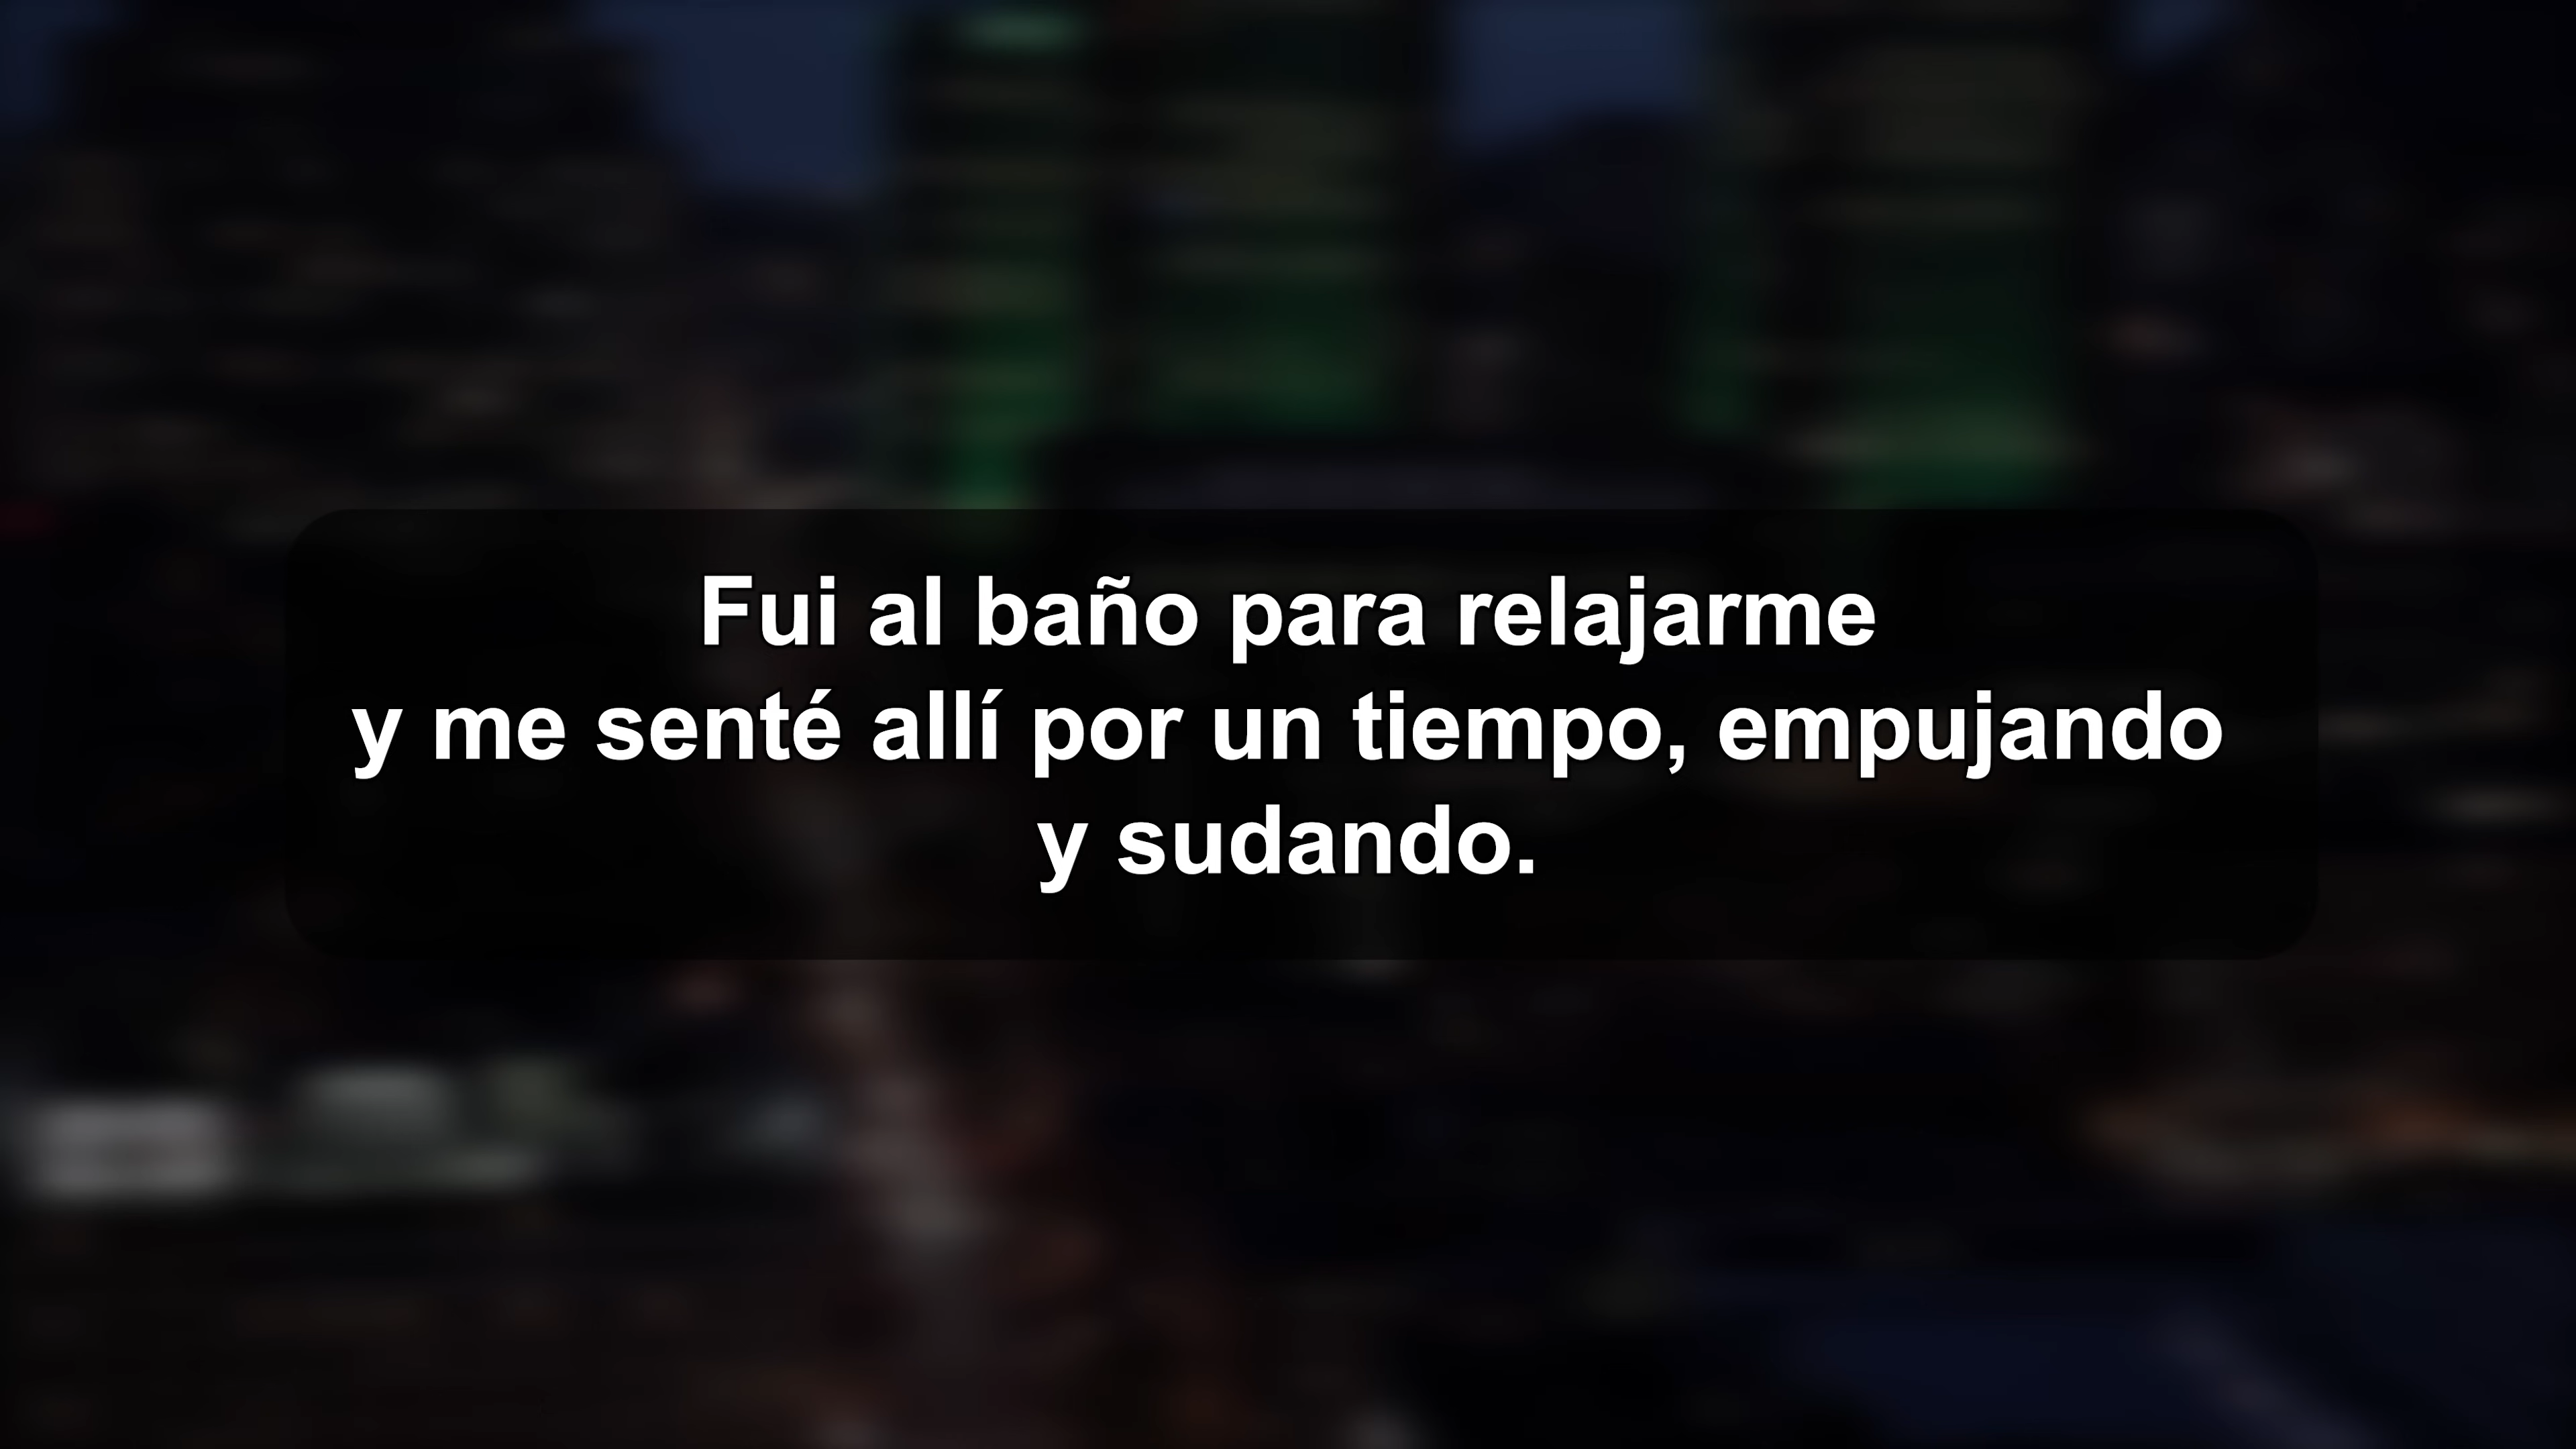 Fui al baño para relajarme
y me senté allí por un tiempo, empujando
y sudando.